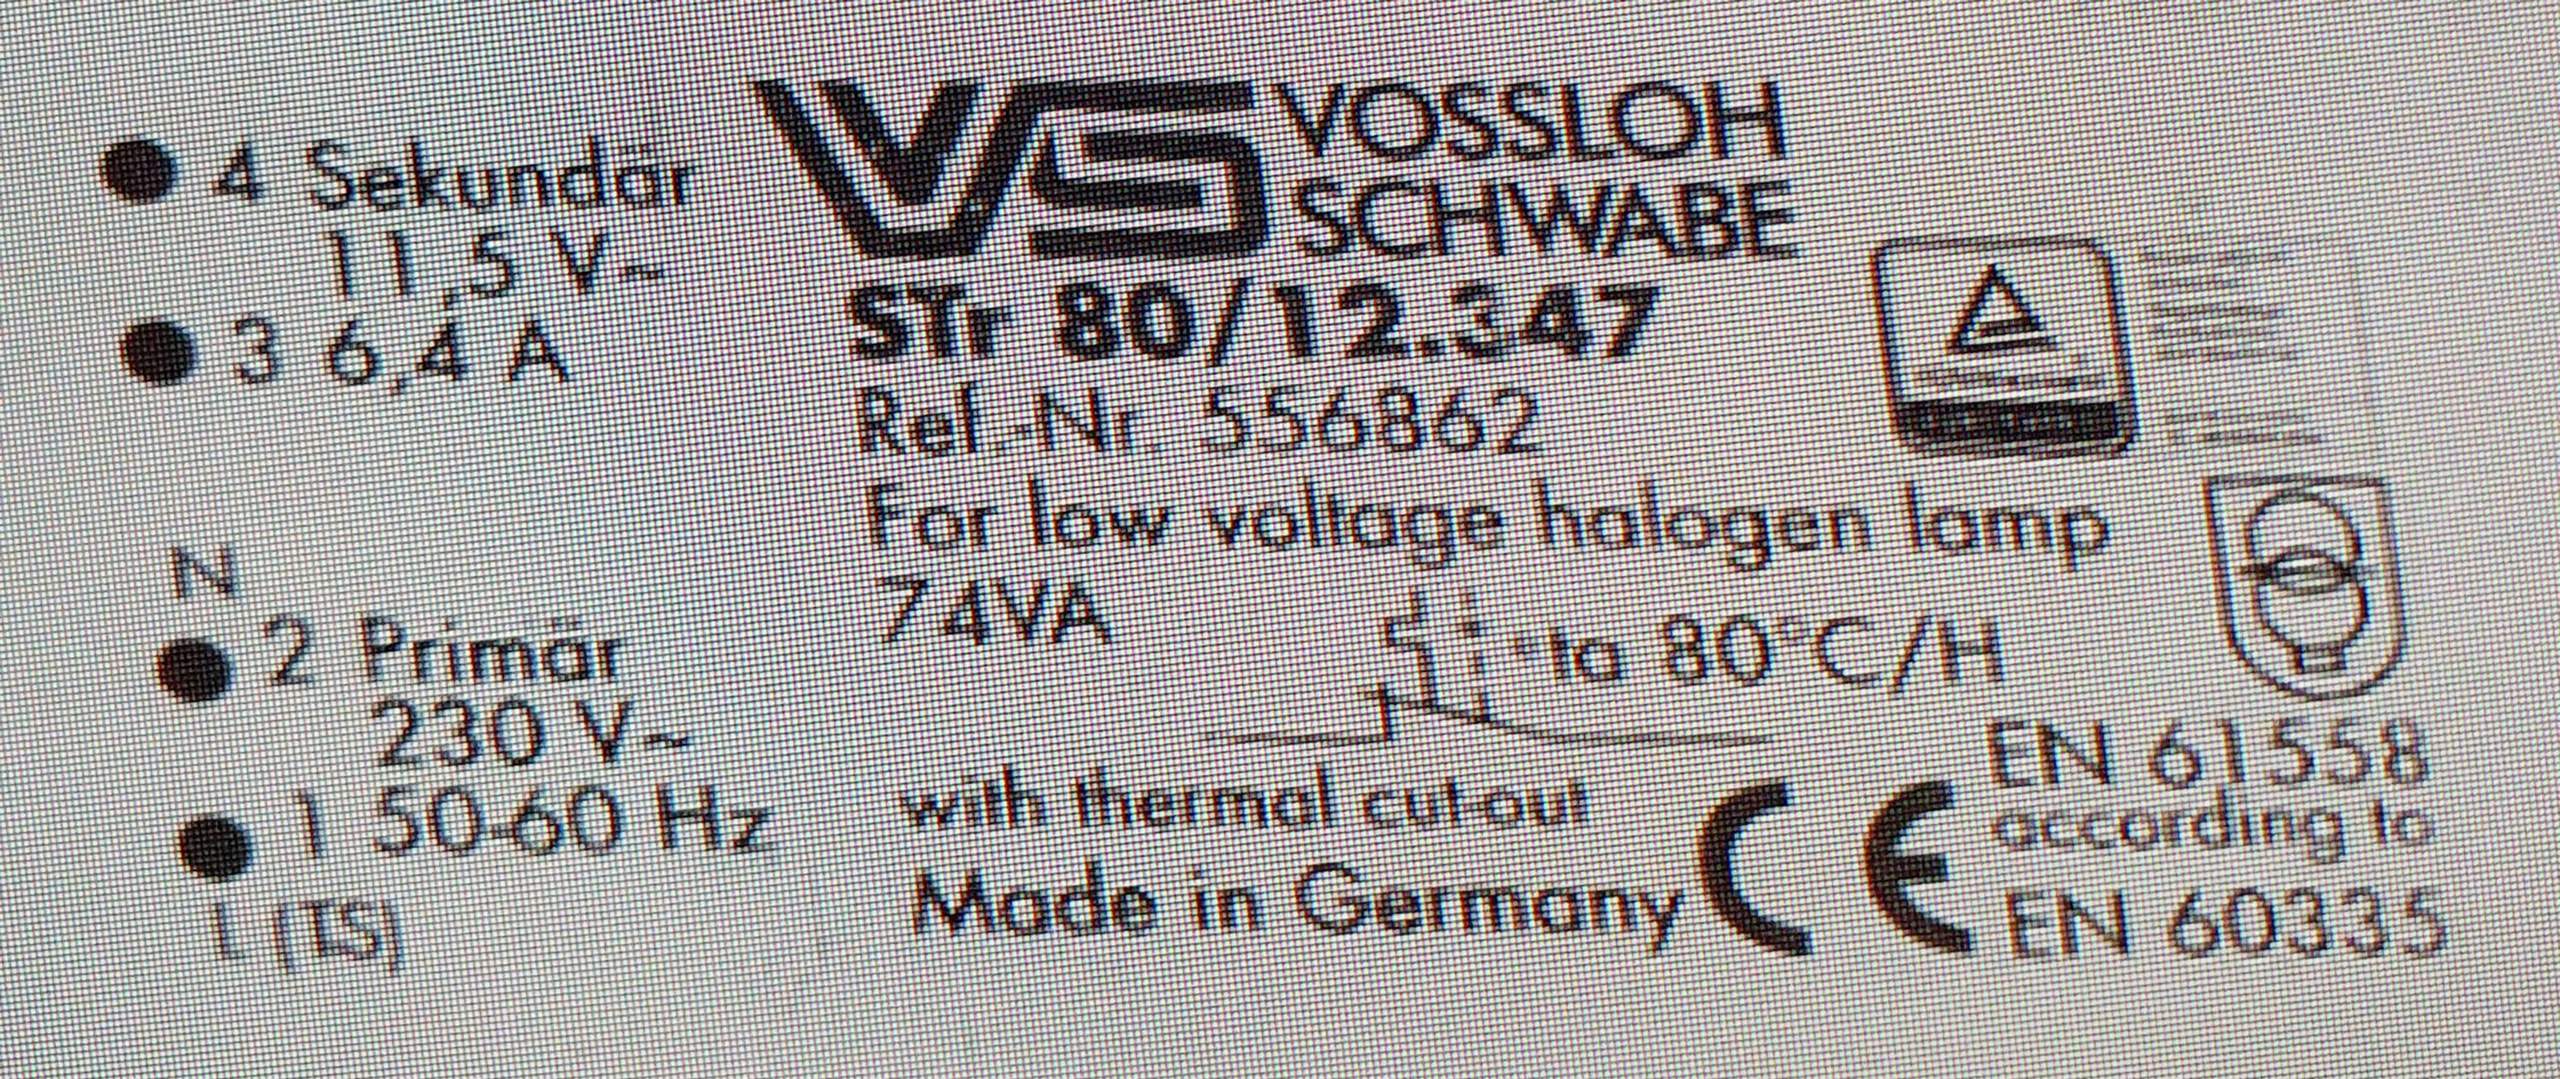 4 Sekundär
11,5 V~
3 6,4 A
N
2 Primär
230 V~
1 50-60 Hz
L (TS)
VS VOSSLOH
SCHWABE
STr 80/12.347
Ref.-Nr. 556862
For low voltage halogen lamp
74VA
ta 80°C/H
with thermal cut-out
Made in Germany
CE
EN 61558
according to
EN 60335